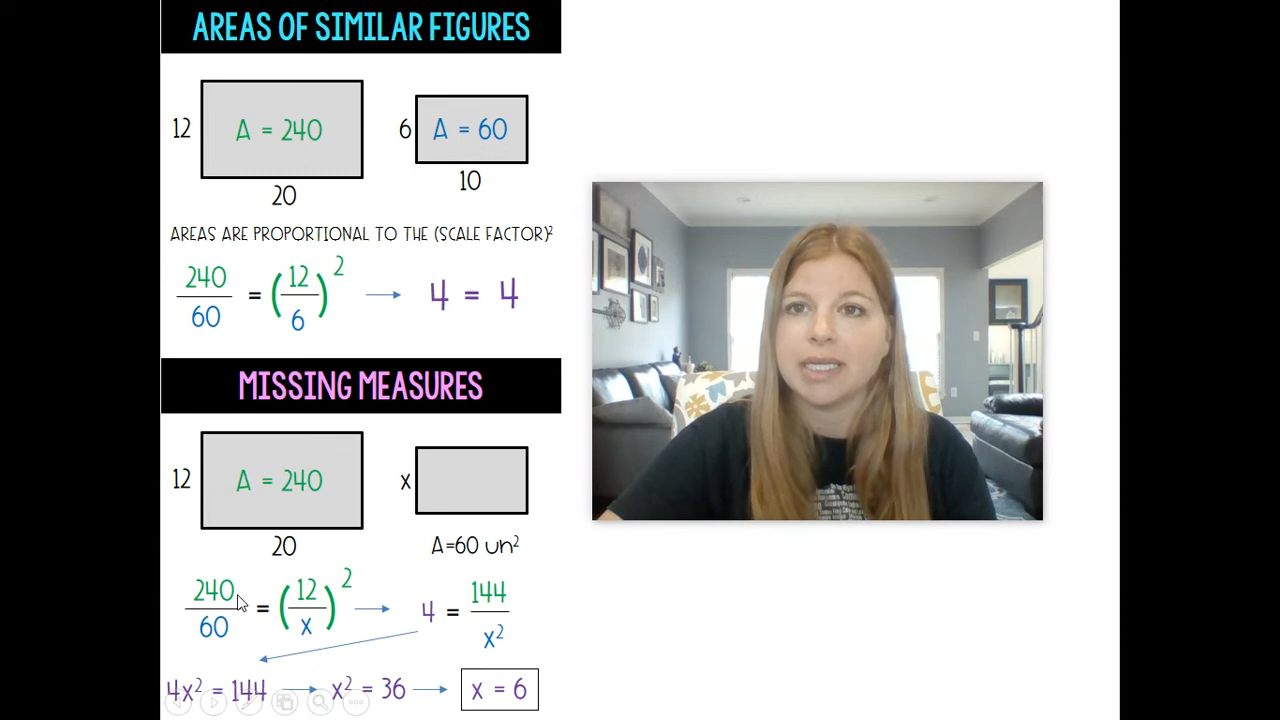 AREAS OF SIMILAR FIGURES
12
A = 240
20
6
A = 60
10
AREAS ARE PROPORTIONAL TO THE (SCALE FACTOR)²
240/60 = (12/6)² → 4 = 4
MISSING MEASURES
12
A = 240
20
x
A=60 un²
240/60 = (12/x)² → 4 = 144/x²
4x² = 144 → x² = 36 → x = 6